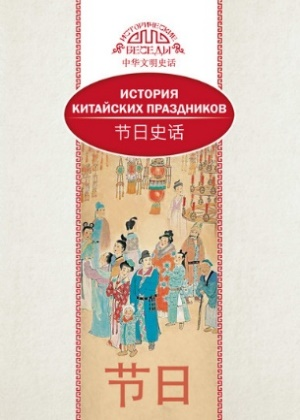 ИСТОРИЧЕСКИЕ
БЕСЕДЫ
中华文明史话
ИСТОРИЯ
КИТАЙСКИХ ПРАЗДНИКОВ
节日史话
节日